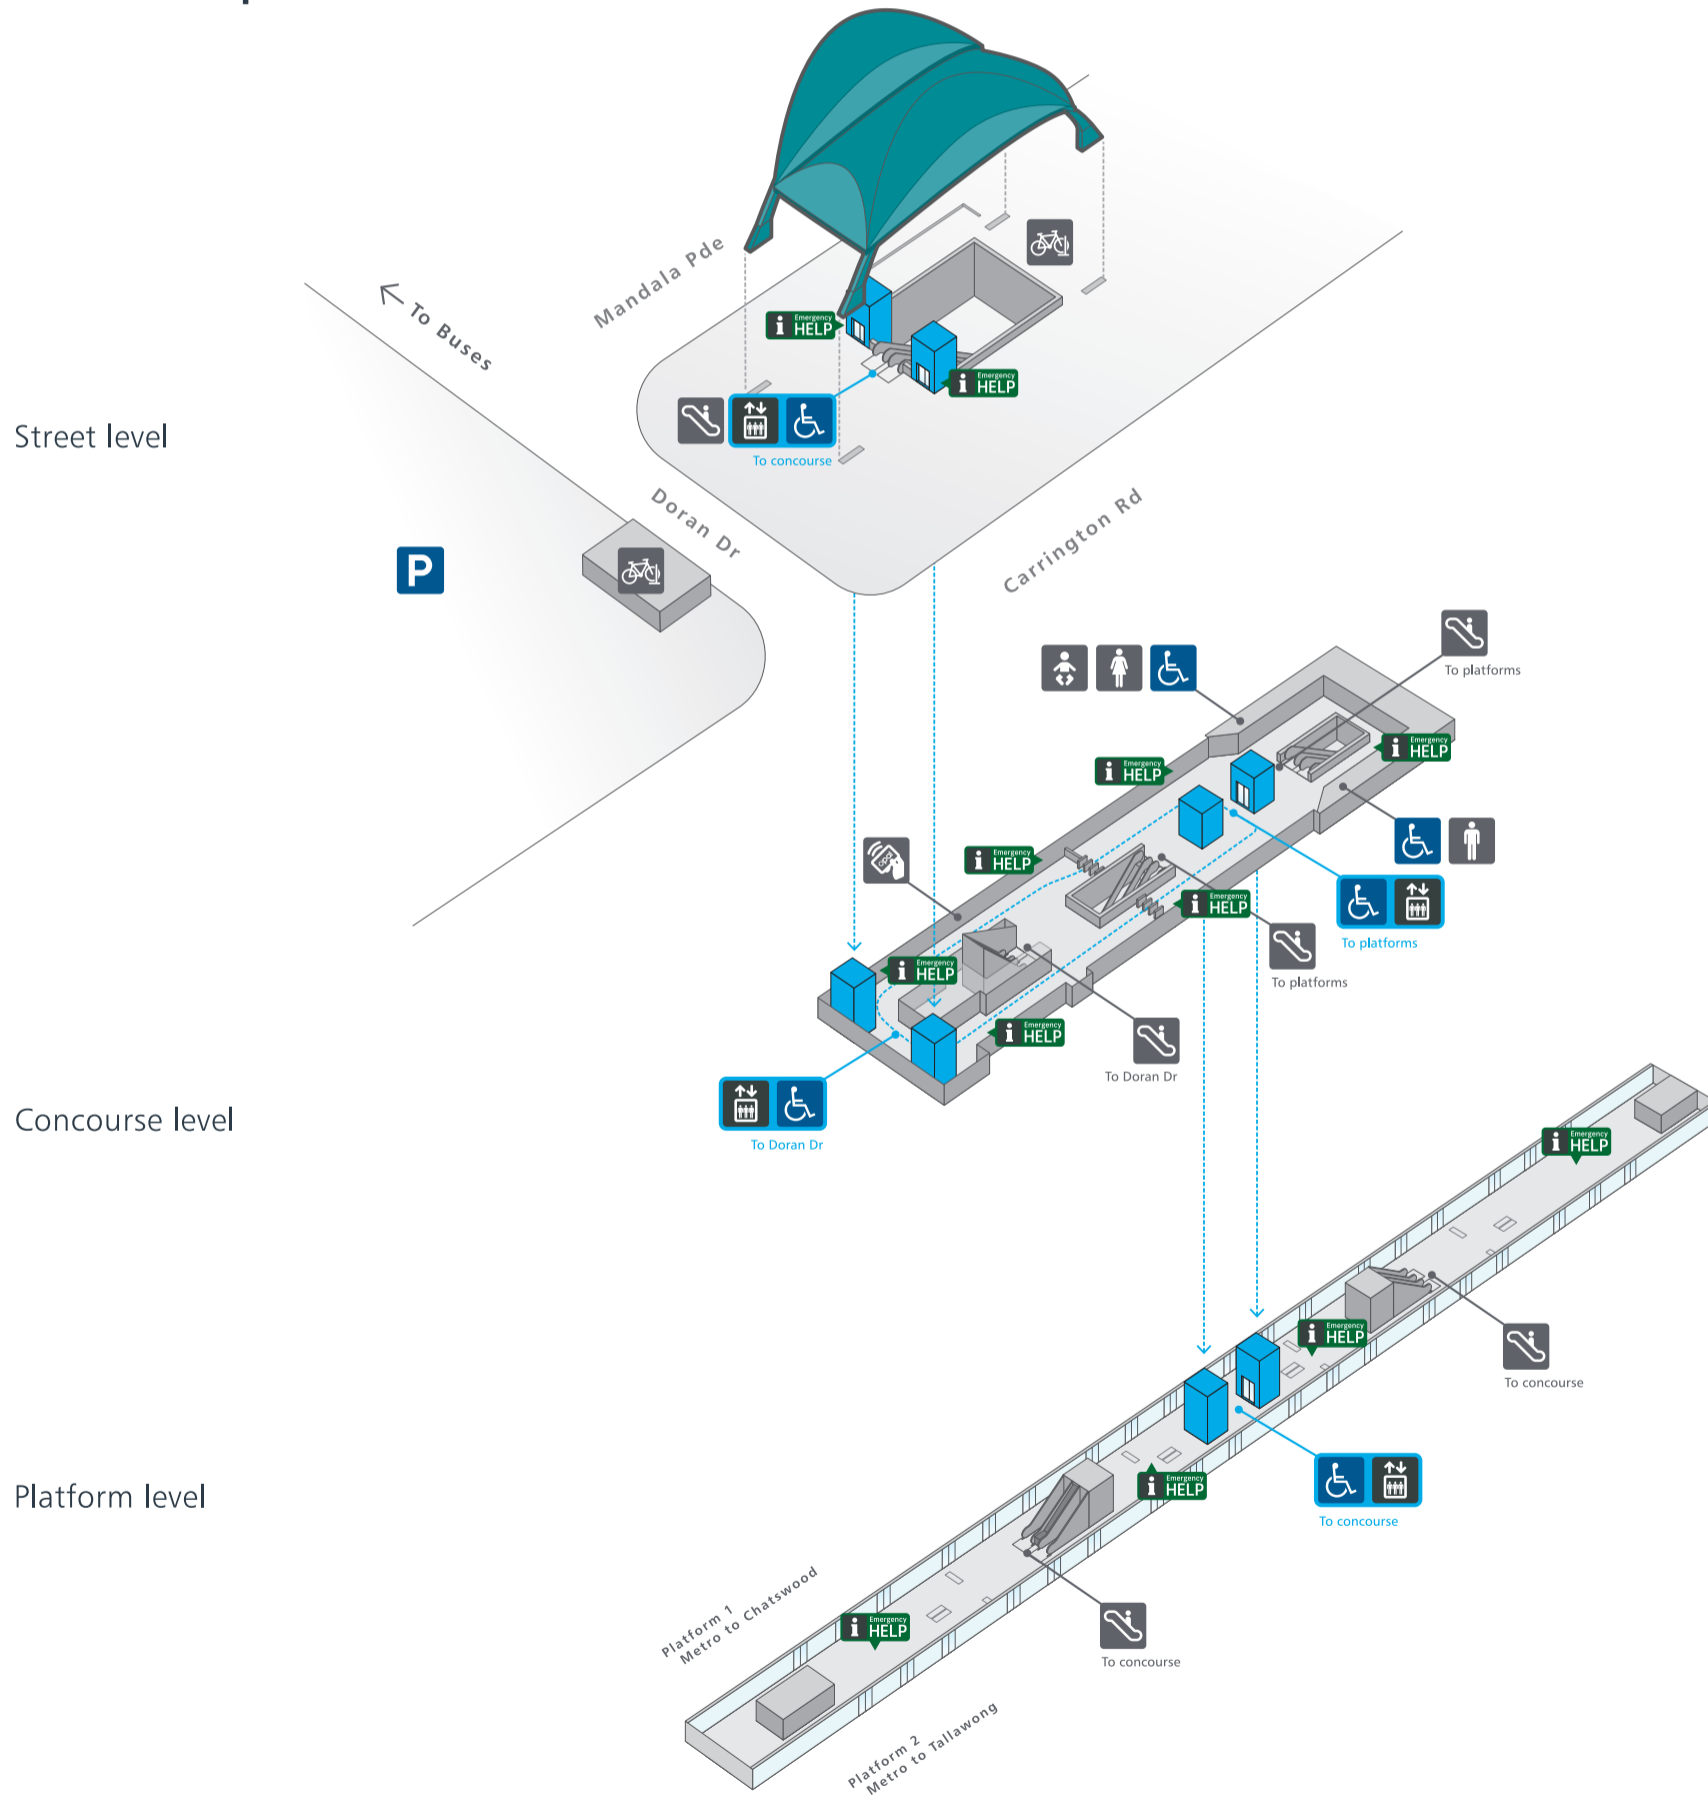 Mandala Pde
To Buses
i Emergency
HELP
i Emergency
HELP
To concourse
Street level
Doran Dr
Carrington Rd
P
To platforms
i Emergency
HELP
i Emergency
HELP
opal
i Emergency
HELP
i Emergency
HELP
To platforms
To platforms
i Emergency
HELP
i Emergency
HELP
To Doran Dr
Concourse level
To Doran Dr
i Emergency
HELP
i Emergency
HELP
To concourse
Platform level
i Emergency
HELP
To concourse
Platform 1
Metro to Chatswood
i Emergency
HELP
To concourse
Platform 2
Metro to Tallawong